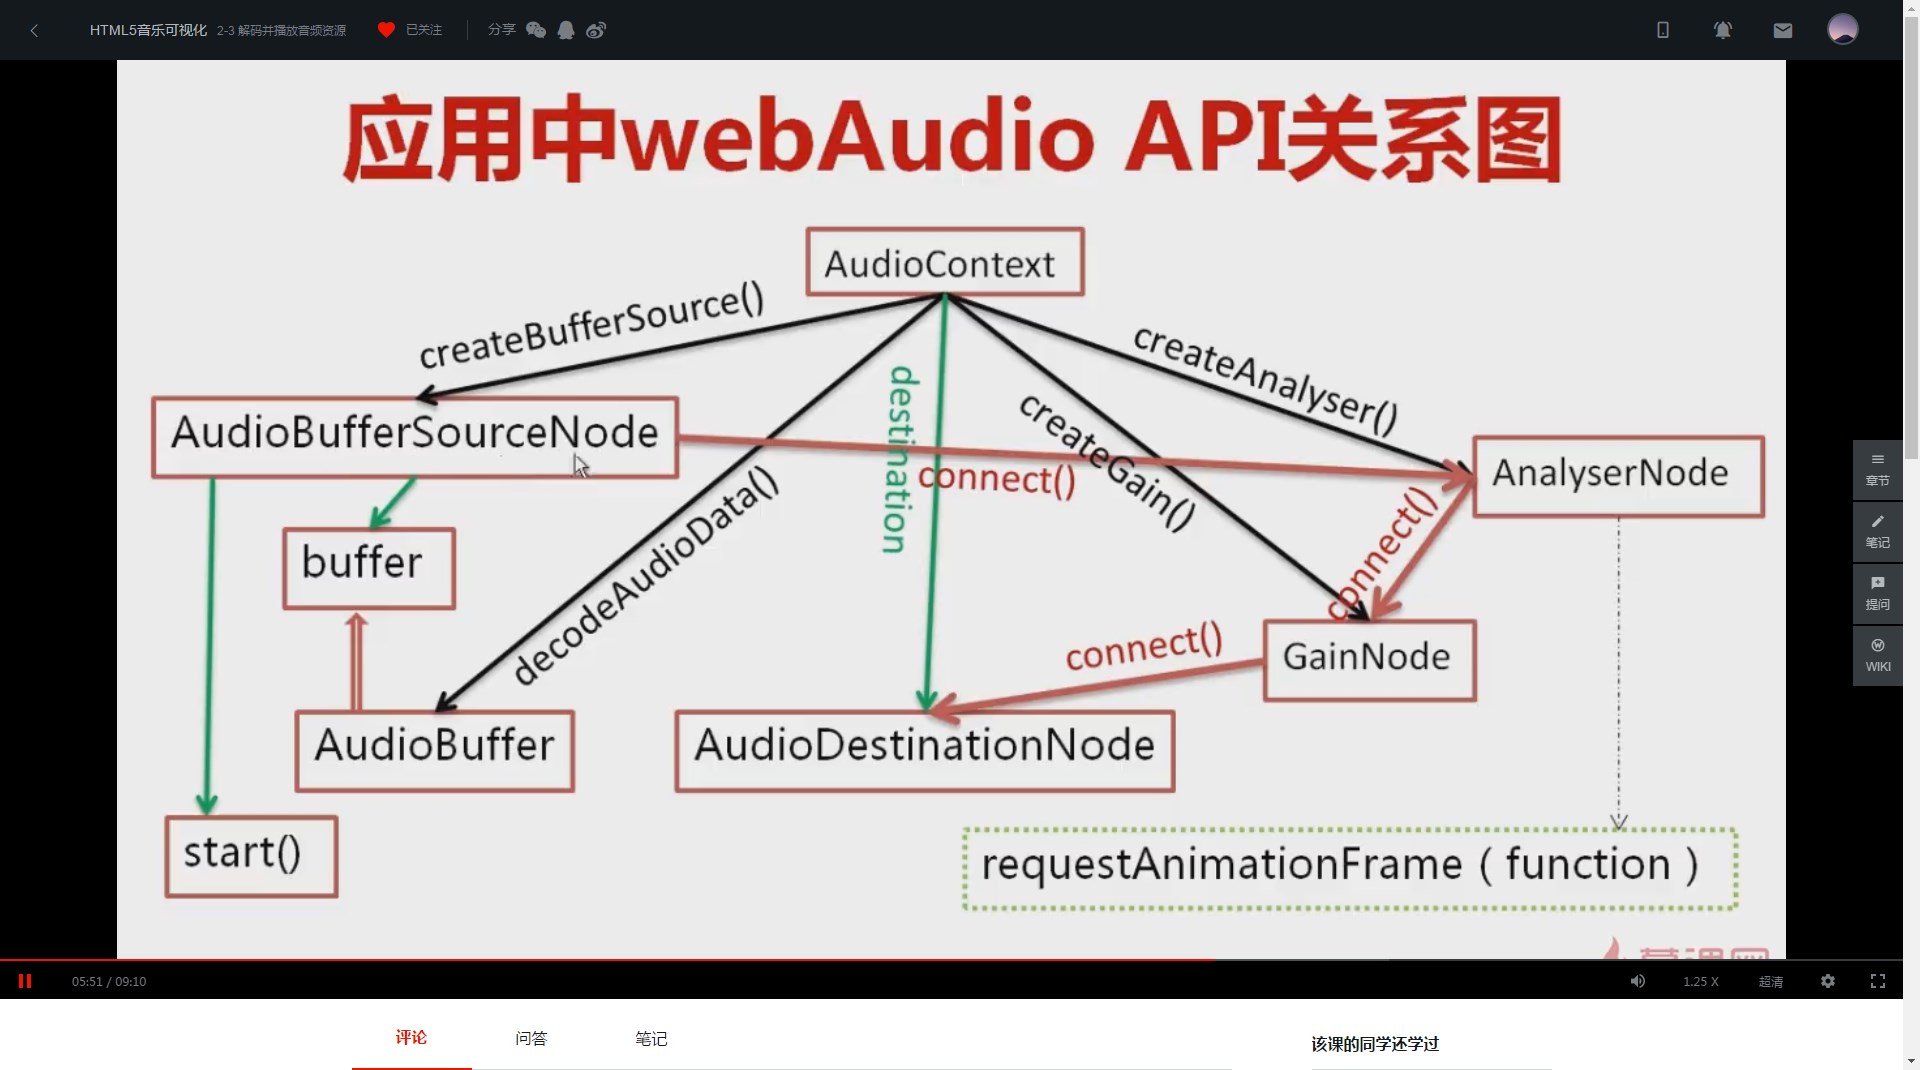 HTML5音乐可视化 2-3 解码并播放音频资源 已关注 分享
应用中webAudio API关系图
AudioContext
createBufferSource()
createAnalyser()
destination
createGain()
AudioBufferSourceNode
connect()
AnalyserNode
decodeAudioData()
connect()
buffer
connect()
GainNode
AudioBuffer
AudioDestinationNode
start()
requestAnimationFrame ( function )
慕课网
章节
笔记
提问
WIKI
05:51 / 09:10 1.25 X 超清
评论 问答 笔记
该课的同学还学过